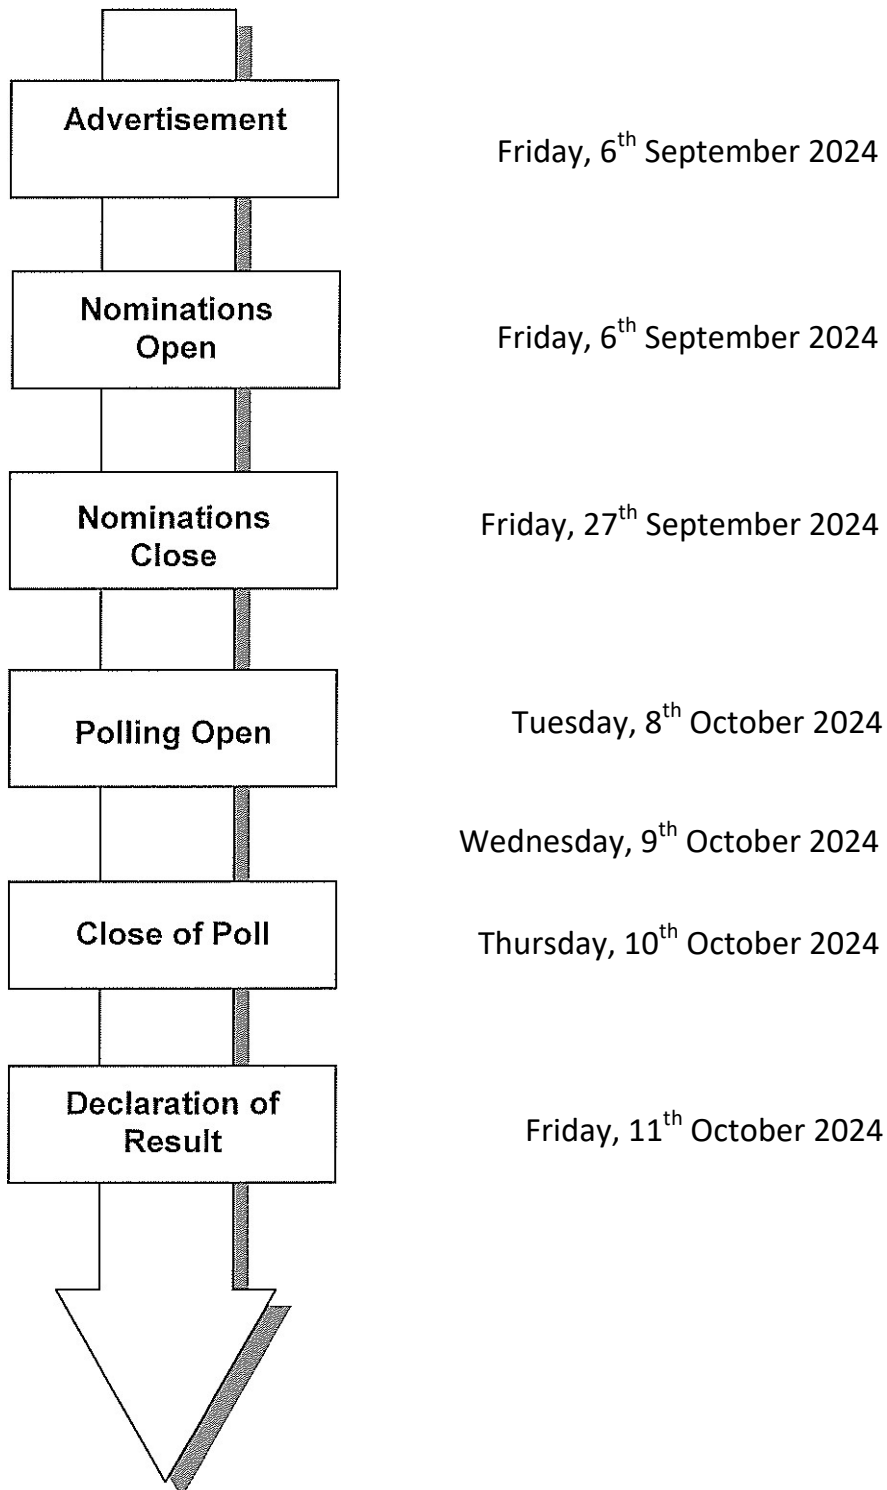 Advertisement
Friday, 6th September 2024
Nominations
Open
Friday, 6th September 2024
Nominations
Close
Friday, 27th September 2024
Polling Open
Tuesday, 8th October 2024
Wednesday, 9th October 2024
Close of Poll
Thursday, 10th October 2024
Declaration of
Result
Friday, 11th October 2024